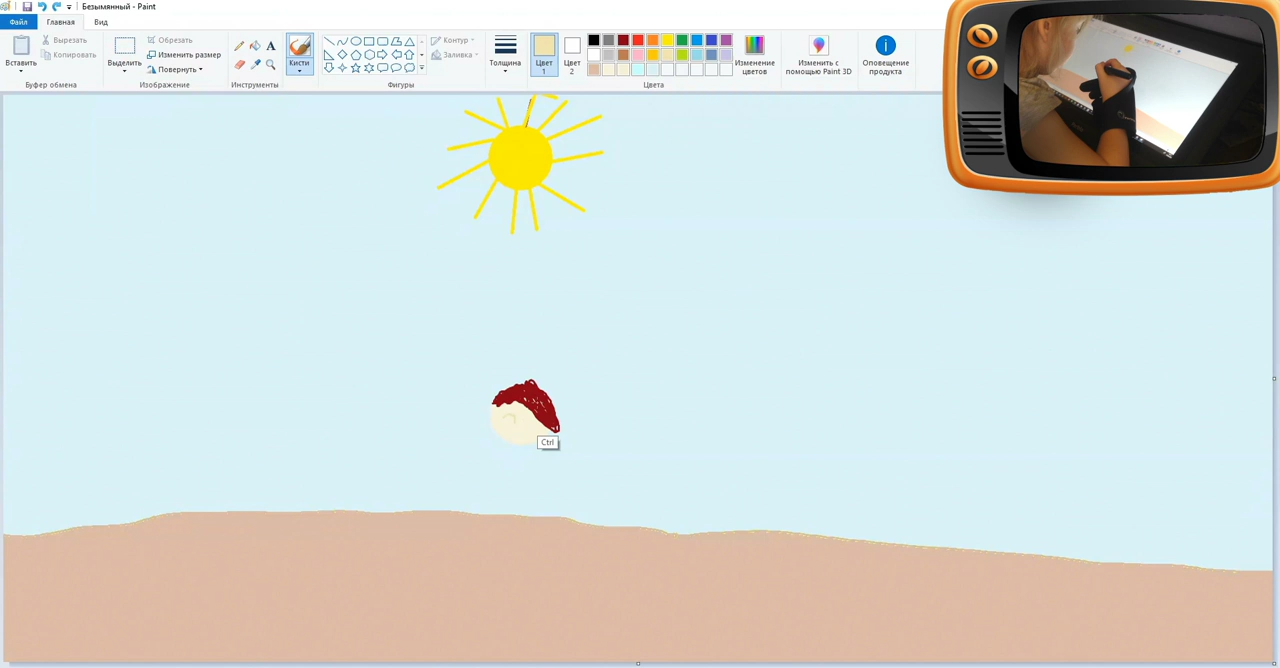 Безымянный - Paint
Файл Главная Вид
Вставить
Вырезать
Копировать
Буфер обмена
Выделить
Обрезать
Изменить размер
Повернуть
Изображение
A
Инструменты
Кисти
Контур
Заливка
Фигуры
Толщина
Цвет 1
Цвет 2
Изменение цветов
Цвета
Изменить с помощью Paint 3D
Оповещение продукта
Ctrl